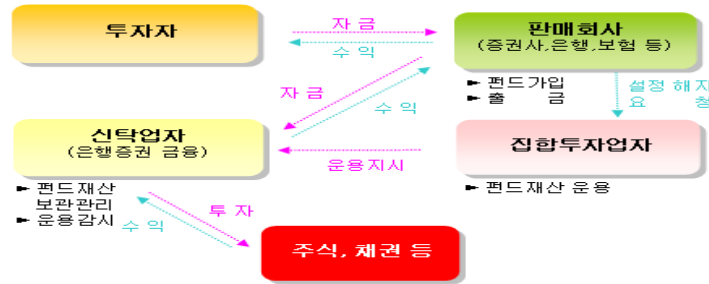 투자자
자 금
수 익
판매회사
(증권사,은행,보험 등)
► 펀드가입
► 출 금
설정 해지
요 청
자 금
수 익
신탁업자
(은행증권 금융)
운용지시
집합투자업자
► 펀드재산
보관관리
► 운용감시
► 펀드재산 운용
투 자
수 익
주식, 채권 등